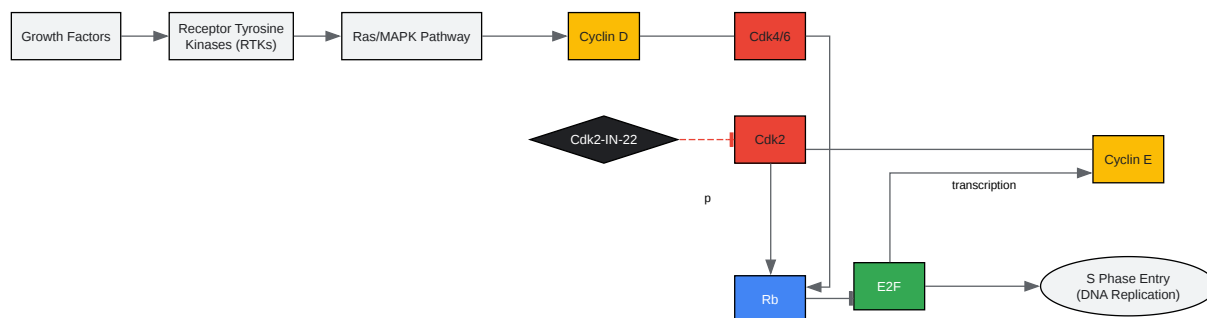 Growth Factors
Receptor Tyrosine
Kinases (RTKs)
Ras/MAPK Pathway
Cyclin D
Cdk4/6
Cdk2-IN-22
Cdk2
Cyclin E
transcription
p
Rb
E2F
S Phase Entry
(DNA Replication)